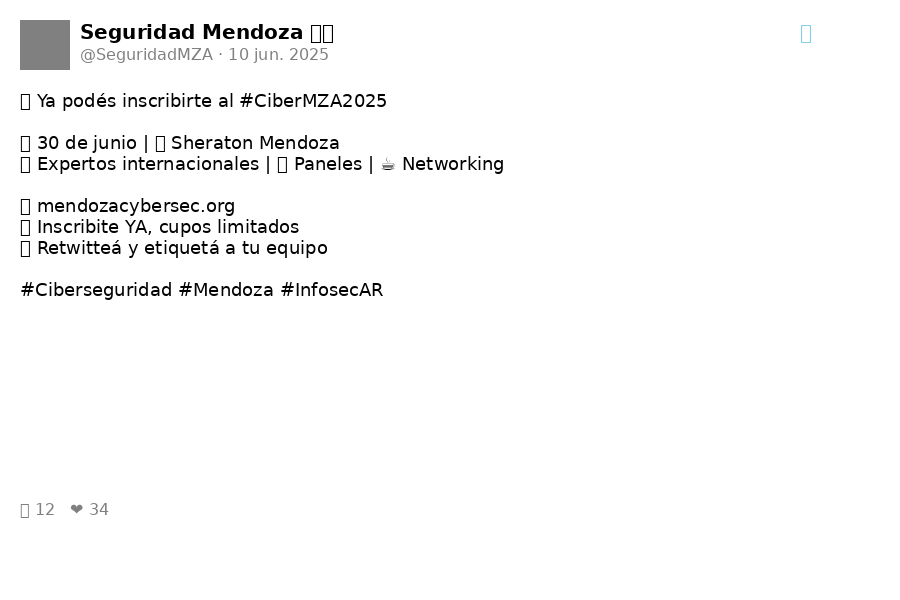 Seguridad Mendoza
@SeguridadMZA · 10 jun. 2025
Ya podés inscribirte al #CiberMZA2025
30 de junio | Sheraton Mendoza
Expertos internacionales | Paneles | ☕ Networking
mendozacybersec.org
Inscribite YA, cupos limitados
Retwitteá y etiquetá a tu equipo
#Ciberseguridad #Mendoza #InfosecAR
12 ❤ 34